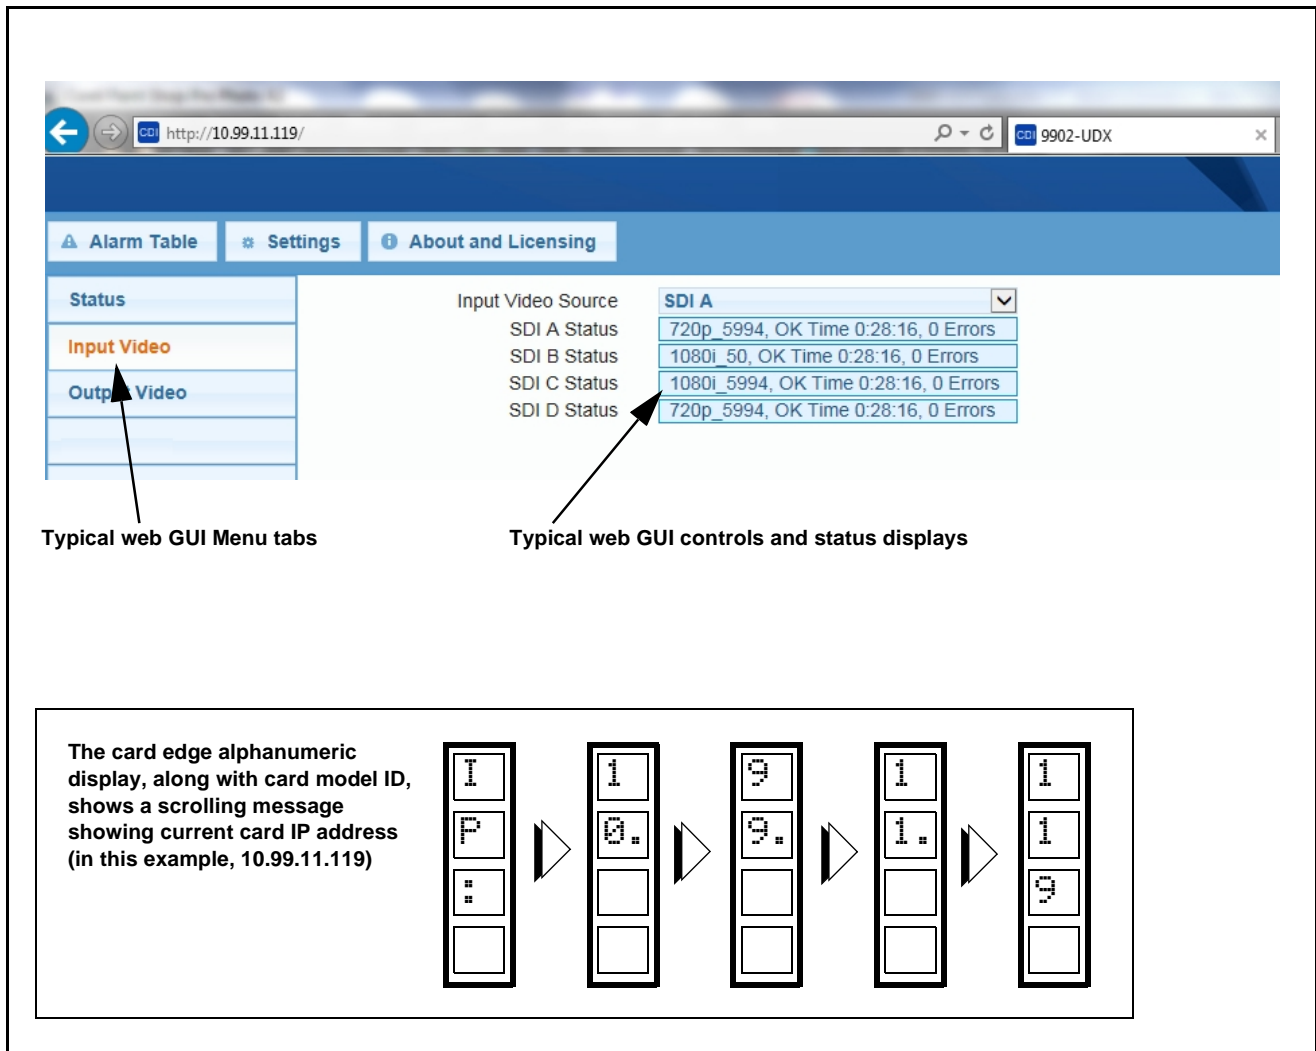 http://10.99.11.119/
CDI 9902-UDX
Alarm Table Settings About and Licensing
Status
Input Video
Output Video
Input Video Source SDI A
SDI A Status 720p_5994, OK Time 0:28:16, 0 Errors
SDI B Status 1080i_50, OK Time 0:28:16, 0 Errors
SDI C Status 1080i_5994, OK Time 0:28:16, 0 Errors
SDI D Status 720p_5994, OK Time 0:28:16, 0 Errors
Typical web GUI Menu tabs
Typical web GUI controls and status displays
The card edge alphanumeric
display, along with card model ID,
shows a scrolling message
showing current card IP address
(in this example, 10.99.11.119)
I 1 9 1 1
P 0. 9. 1. 1
: 9